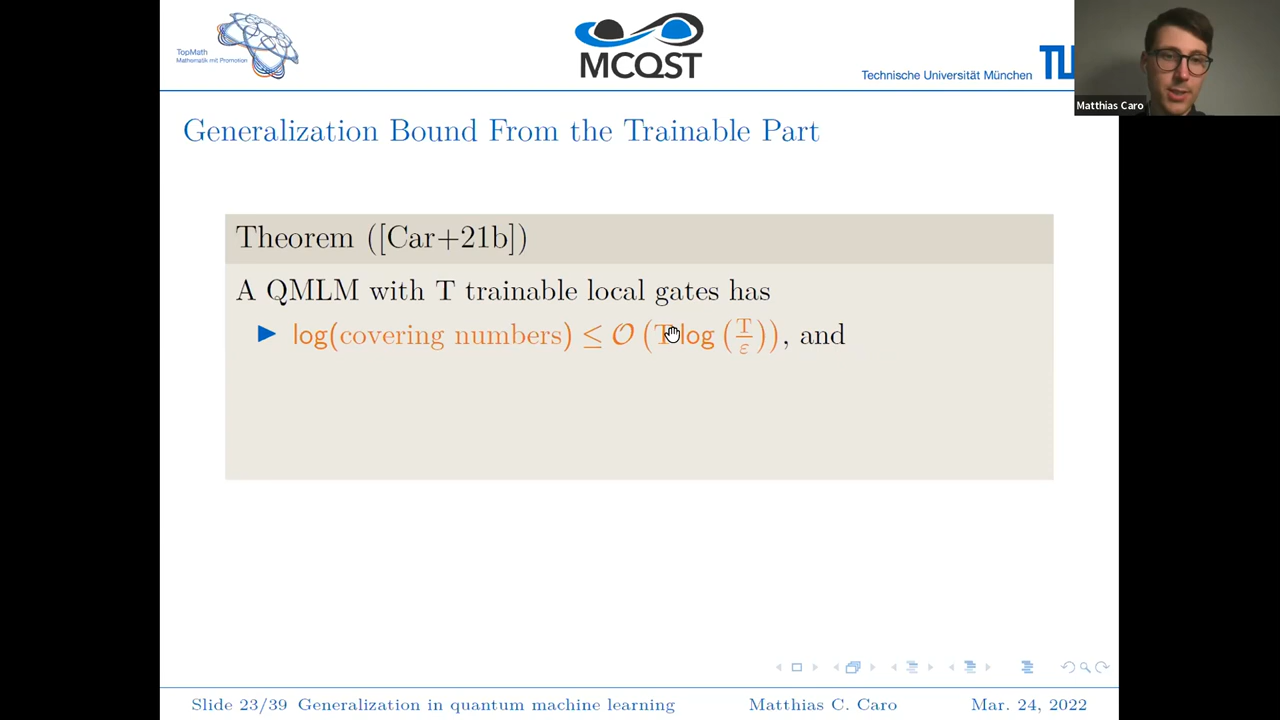 TopMath
Mathematik mit Promotion
MCQST
Technische Universität München
Matthias Caro
Generalization Bound From the Trainable Part
Theorem ([Car+21b])
A QMLM with T trainable local gates has
▶ log(covering numbers) ≤ 𝒪 (T log (T/ε)), and
Slide 23/39 Generalization in quantum machine learning Matthias C. Caro Mar. 24, 2022